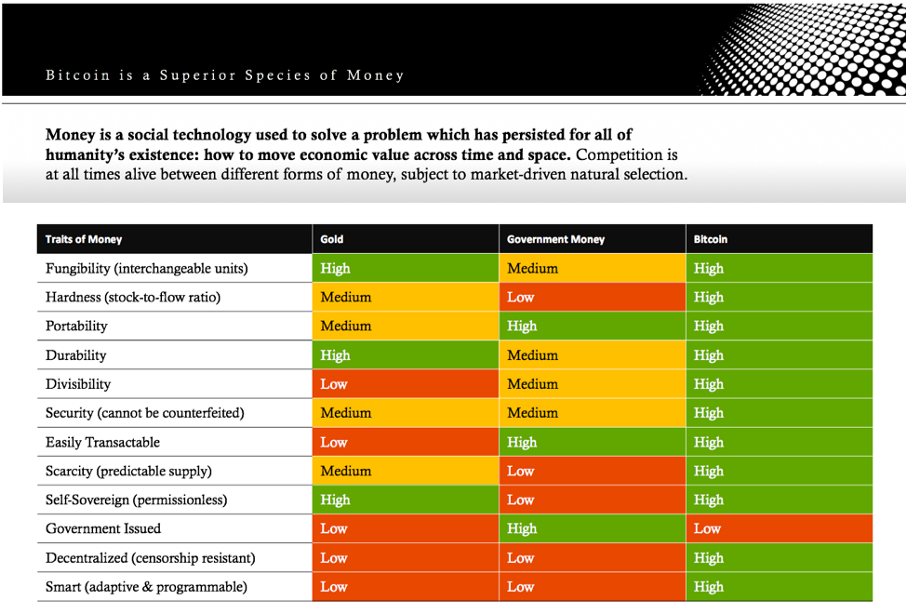 Bitcoin is a Superior Species of Money
Money is a social technology used to solve a problem which has persisted for all of
humanity’s existence: how to move economic value across time and space. Competition is
at all times alive between different forms of money, subject to market-driven natural selection.
Traits of Money Gold Government Money Bitcoin
Fungibility (interchangeable units) High Medium High
Hardness (stock-to-flow ratio) Medium Low High
Portability Medium High High
Durability High Medium High
Divisibility Low Medium High
Security (cannot be counterfeited) Medium Medium High
Easily Transactable Low High High
Scarcity (predictable supply) Medium Low High
Self-Sovereign (permissionless) High Low High
Government Issued Low High Low
Decentralized (censorship resistant) Low Low High
Smart (adaptive & programmable) Low Low High